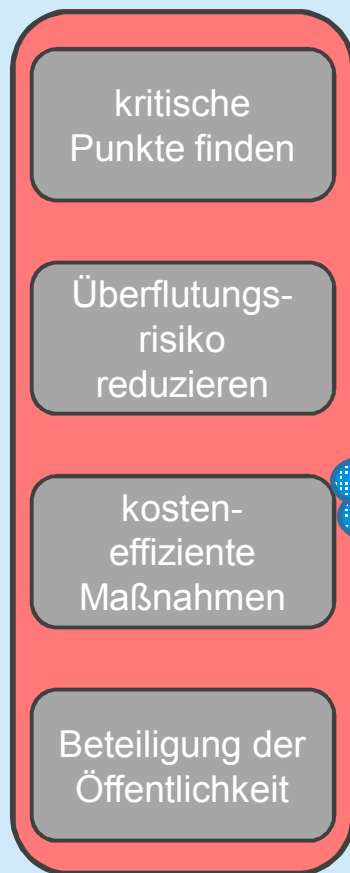 kritische
Punkte finden
Überflutungs-
risiko
reduzieren
kosten-
effiziente
Maßnahmen
Beteiligung der
Öffentlichkeit